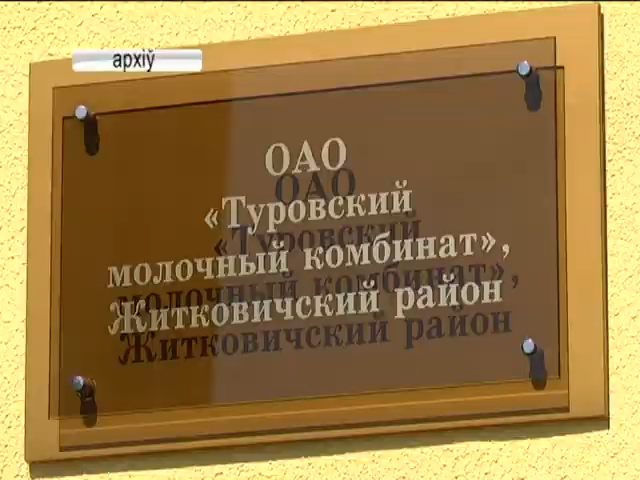 архіў
ОАО
«Туровский
молочный комбинат»,
Житковичский район